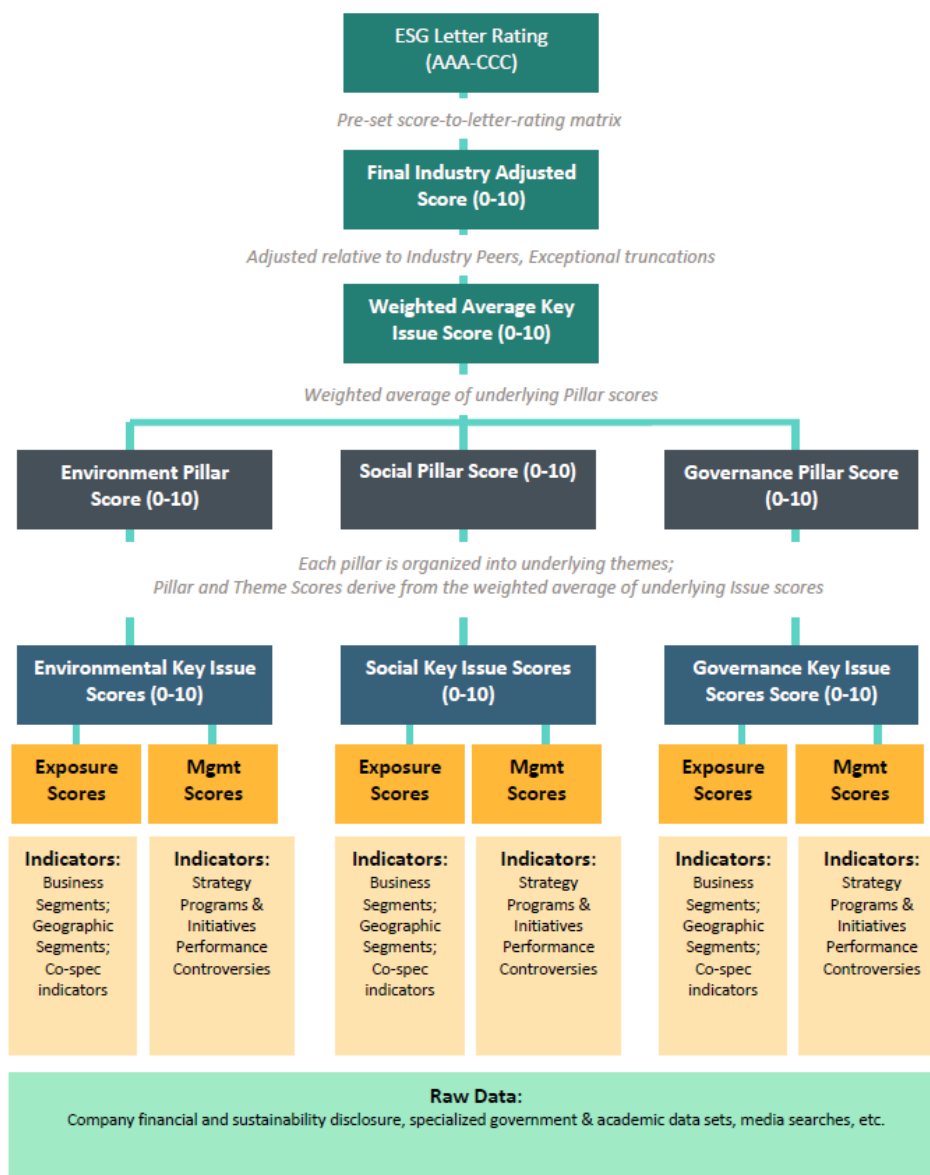 ESG Letter Rating
(AAA-CCC)
Pre-set score-to-letter-rating matrix
Final Industry Adjusted
Score (0-10)
Adjusted relative to Industry Peers, Exceptional truncations
Weighted Average Key
Issue Score (0-10)
Weighted average of underlying Pillar scores
Environment Pillar
Score (0-10)
Social Pillar Score (0-10)
Governance Pillar Score
(0-10)
Each pillar is organized into underlying themes;
Pillar and Theme Scores derive from the weighted average of underlying Issue scores
Environmental Key Issue
Scores (0-10)
Social Key Issue Scores
(0-10)
Governance Key Issue
Scores Score (0-10)
Exposure
Scores
Mgmt
Scores
Exposure
Scores
Mgmt
Scores
Exposure
Scores
Mgmt
Scores
Indicators:
Business
Segments;
Geographic
Segments;
Co-spec
indicators
Indicators:
Strategy
Programs &
Initiatives
Performance
Controversies
Indicators:
Business
Segments;
Geographic
Segments;
Co-spec
indicators
Indicators:
Strategy
Programs &
Initiatives
Performance
Controversies
Indicators:
Business
Segments;
Geographic
Segments;
Co-spec
indicators
Indicators:
Strategy
Programs &
Initiatives
Performance
Controversies
Raw Data:
Company financial and sustainability disclosure, specialized government & academic data sets, media searches, etc.